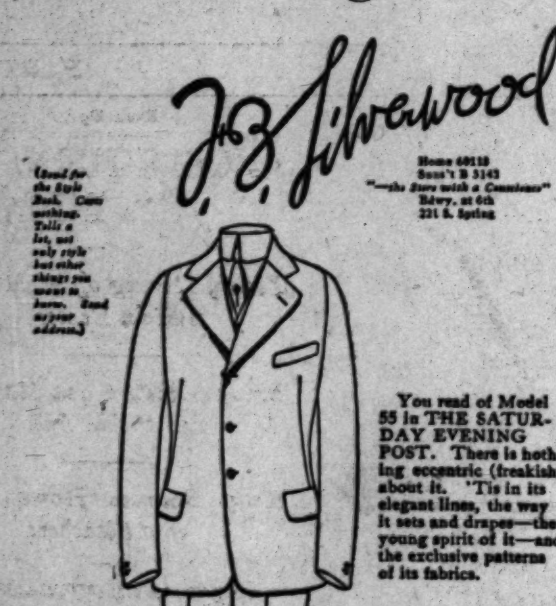 F. B. Silverwood
Home 60118
Suns't B 3143
"—the Store with a Conscience"
Bdwy. at 6th
221 S. Spring
(Send for
the Style
Book. Costs
nothing.
Tells a
lot, not
only style
but other
things you
want to
know. Send
us your
address.)
You read of Model
55 in THE SATUR-
DAY EVENING
POST. There is noth
ing eccentric (freakish
about it. 'Tis in its
elegant lines, the way
it sets and drapes—the
young spirit of it—and
the exclusive patterns
of its fabrics.